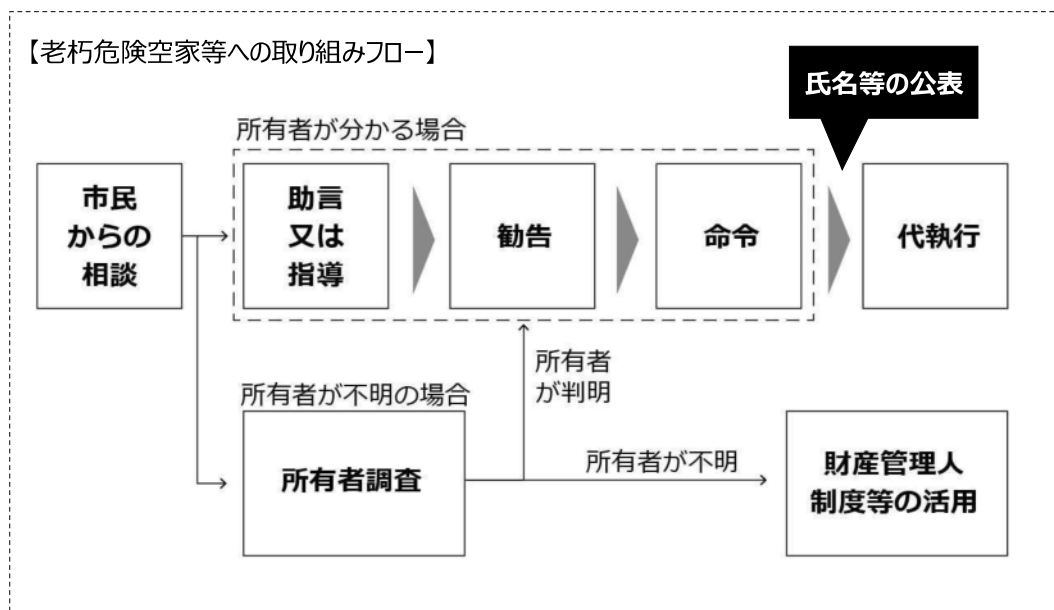 【老朽危険空家等への取り組みフロー】
氏名等の公表
所有者が分かる場合
市民
からの
相談
助言
又は
指導
勧告
命令
代執行
所有者
が判明
所有者が不明の場合
所有者調査
所有者が不明
財産管理人
制度等の活用